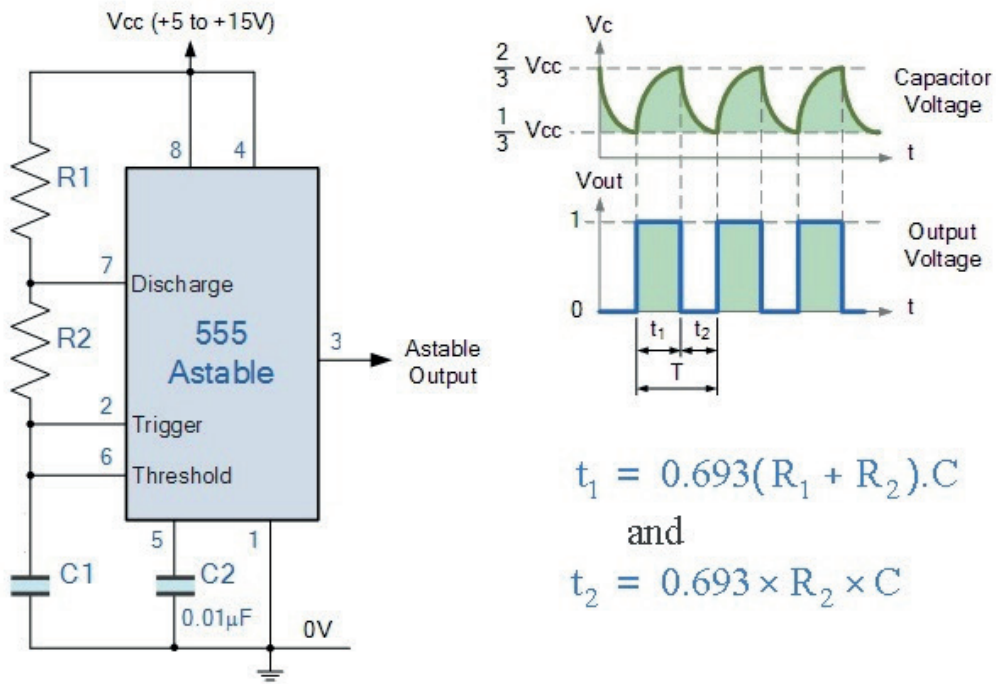 Vcc (+5 to +15V)
8
4
R1
7
Discharge
R2
555
Astable
3
Astable
Output
2
Trigger
6
Threshold
5
1
C1
C2
0.01µF
0V
Vc
2/3 Vcc
1/3 Vcc
Capacitor
Voltage
t
Vout
1
0
Output
Voltage
t
t₁
t₂
T
t₁ = 0.693(R₁ + R₂).C
and
t₂ = 0.693 × R₂ × C